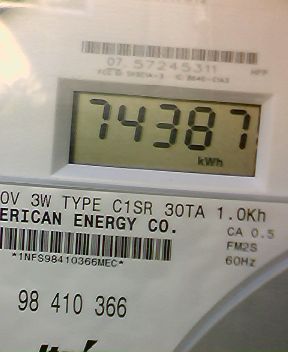 07 57245311
74387
kWh
0V 3W TYPE C1SR 30TA 1.0Kh
ERICAN ENERGY CO.
CA 0.5
FM2S
60Hz
*1NFS98410366MEC*
98 410 366